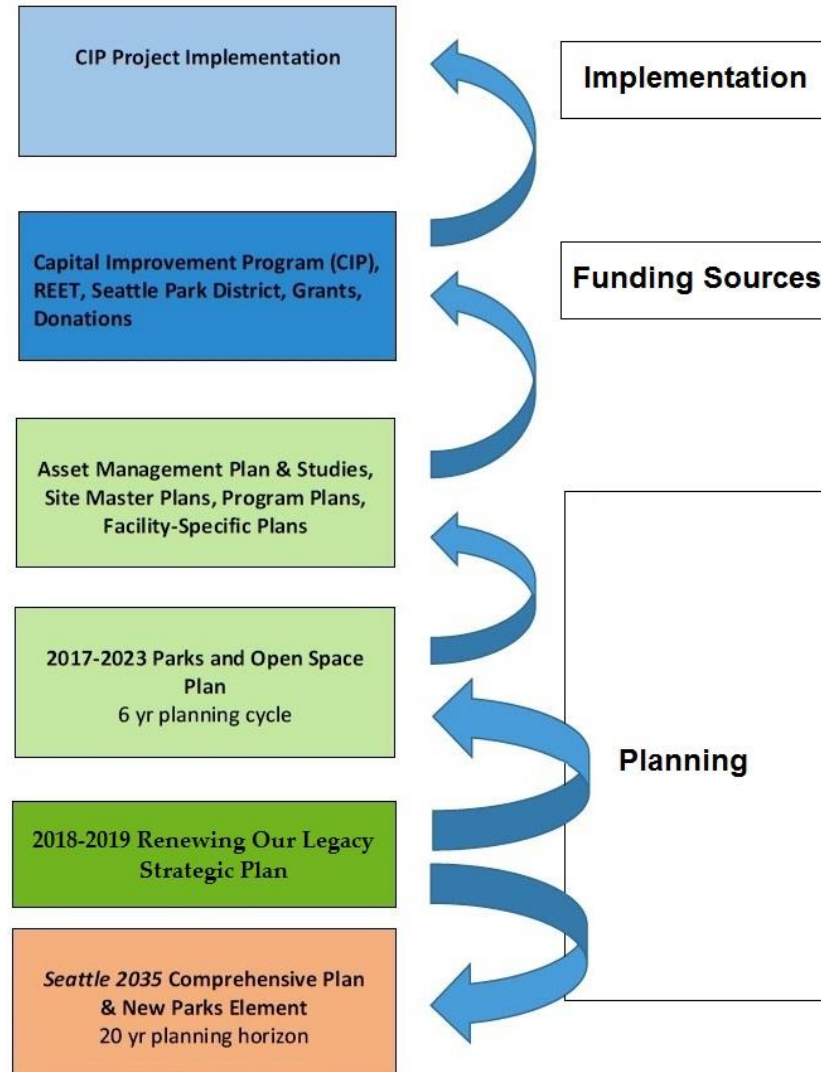 CIP Project Implementation
Implementation
Capital Improvement Program (CIP),
REET, Seattle Park District, Grants,
Donations
Funding Sources
Asset Management Plan & Studies,
Site Master Plans, Program Plans,
Facility-Specific Plans
2017-2023 Parks and Open Space
Plan
6 yr planning cycle
Planning
2018-2019 Renewing Our Legacy
Strategic Plan
Seattle 2035 Comprehensive Plan
& New Parks Element
20 yr planning horizon